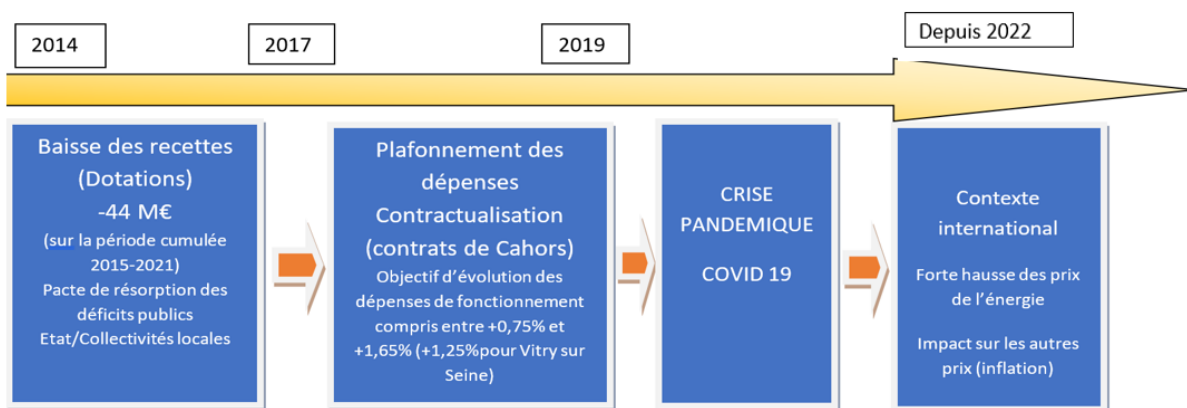 2014
2017
2019
Depuis 2022
Baisse des recettes
(Dotations)
-44 M€
(sur la période cumulée
2015-2021)
Pacte de résorption des
déficits publics
Etat/Collectivités locales
Plafonnement des
dépenses
Contractualisation
(contrats de Cahors)
Objectif d'évolution des
dépenses de fonctionnement
compris entre +0,75% et
+1,65% (+1,25%pour Vitry sur
Seine)
CRISE
PANDEMIQUE
COVID 19
Contexte
international
Forte hausse des prix
de l'énergie
Impact sur les autres
prix (inflation)